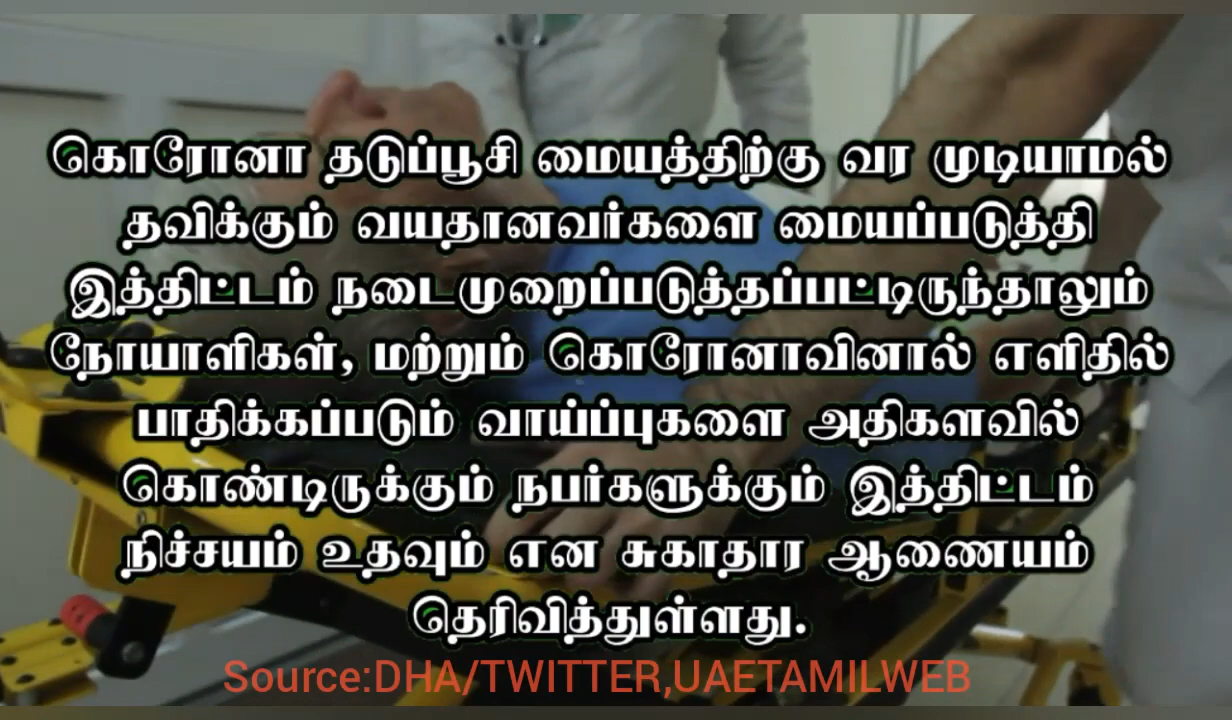 கொரோனா தடுப்பூசி மையத்திற்கு வர முடியாமல்
தவிக்கும் வயதானவர்களை மையப்படுத்தி
இத்திட்டம் நடைமுறைப்படுத்தப்பட்டிருந்தாலும்
நோயாளிகள், மற்றும் கொரோனாவினால் எளிதில்
பாதிக்கப்படும் வாய்ப்புகளை அதிகளவில்
கொண்டிருக்கும் நபர்களுக்கும் இத்திட்டம்
நிச்சயம் உதவும் என சுகாதார ஆணையம்
தெரிவித்துள்ளது.
Source:DHA/TWITTER,UAETAMILWEB